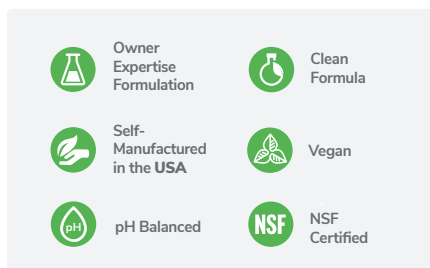 Owner
Expertise
Formulation
Clean
Formula
Self-
Manufactured
in the USA
Vegan
pH
pH Balanced
NSF
NSF
Certified